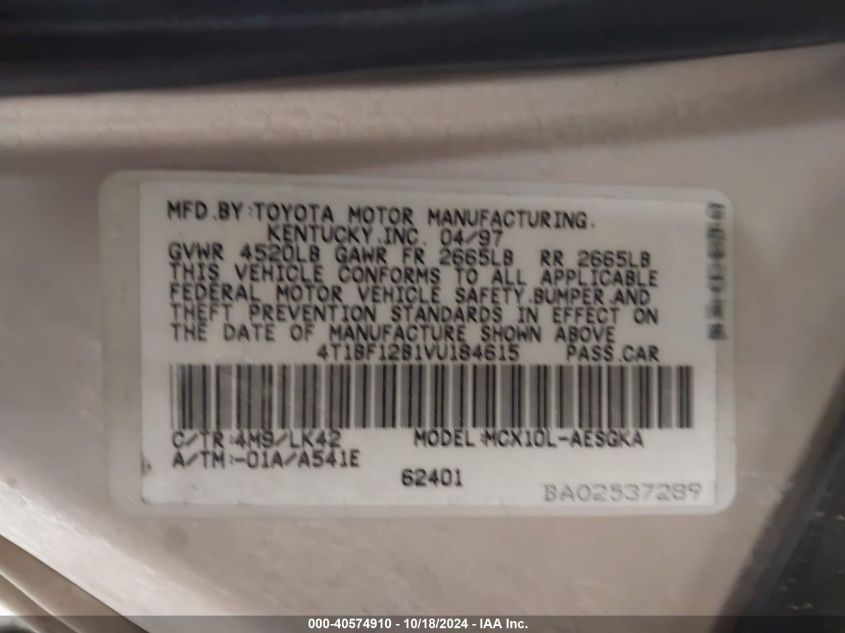 MFD.BY:TOYOTA MOTOR MANUFACTURING.
KENTUCKY.INC. 04/97
GVWR 4520LB GAWR FR 2665LB RR 2665LB
THIS VEHICLE CONFORMS TO ALL APPLICABLE
FEDERAL MOTOR VEHICLE SAFETY.BUMPER.AND
THEFT PREVENTION STANDARDS IN EFFECT ON
THE DATE OF MANUFACTURE SHOWN ABOVE
4T1BF12B1VU184615 PASS.CAR
C/TR:4M9/LK42 MODEL:MCX10L-AESGKA
A/TM:-01A/A541E
62401
BA02537289
000-40574910 - 10/18/2024 - IAA Inc.